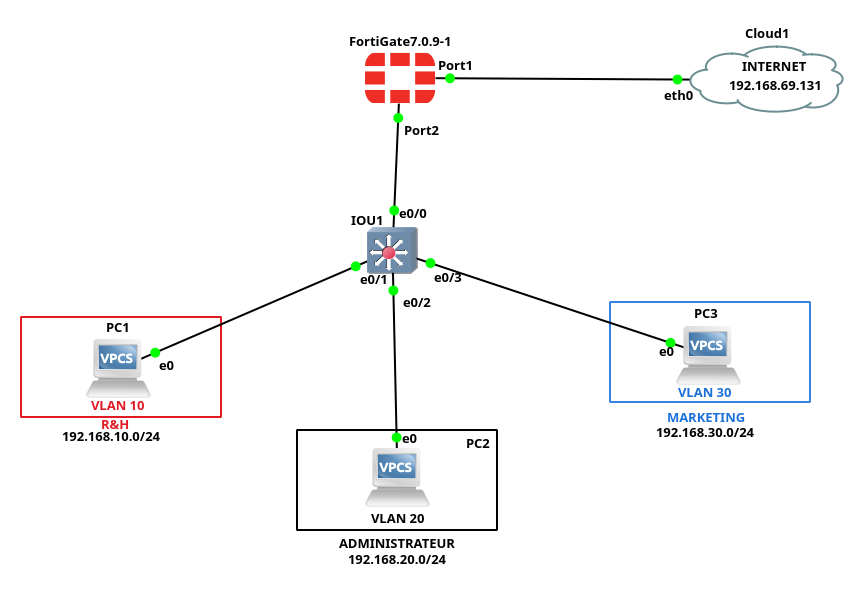 Cloud1
FortiGate7.0.9-1
INTERNET
192.168.69.131
Port1
eth0
Port2
IOU1
e0/0
e0/1
e0/3
e0/2
PC1
VPCS
e0
VLAN 10
R&H
192.168.10.0/24
PC3
e0
VPCS
VLAN 30
MARKETING
192.168.30.0/24
e0
PC2
VPCS
VLAN 20
ADMINISTRATEUR
192.168.20.0/24